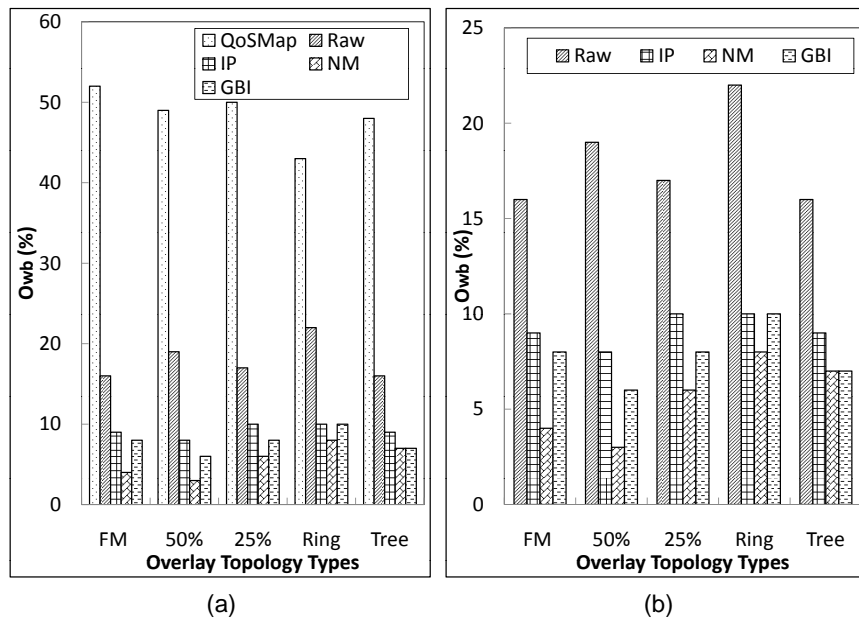 60
50
40
30
20
10
0
Owb (%)
QoSMap Raw
IP NM
GBI
FM 50% 25% Ring Tree
Overlay Topology Types
(a)
25
20
15
10
5
0
Owb (%)
Raw IP NM GBI
FM 50% 25% Ring Tree
Overlay Topology Types
(b)